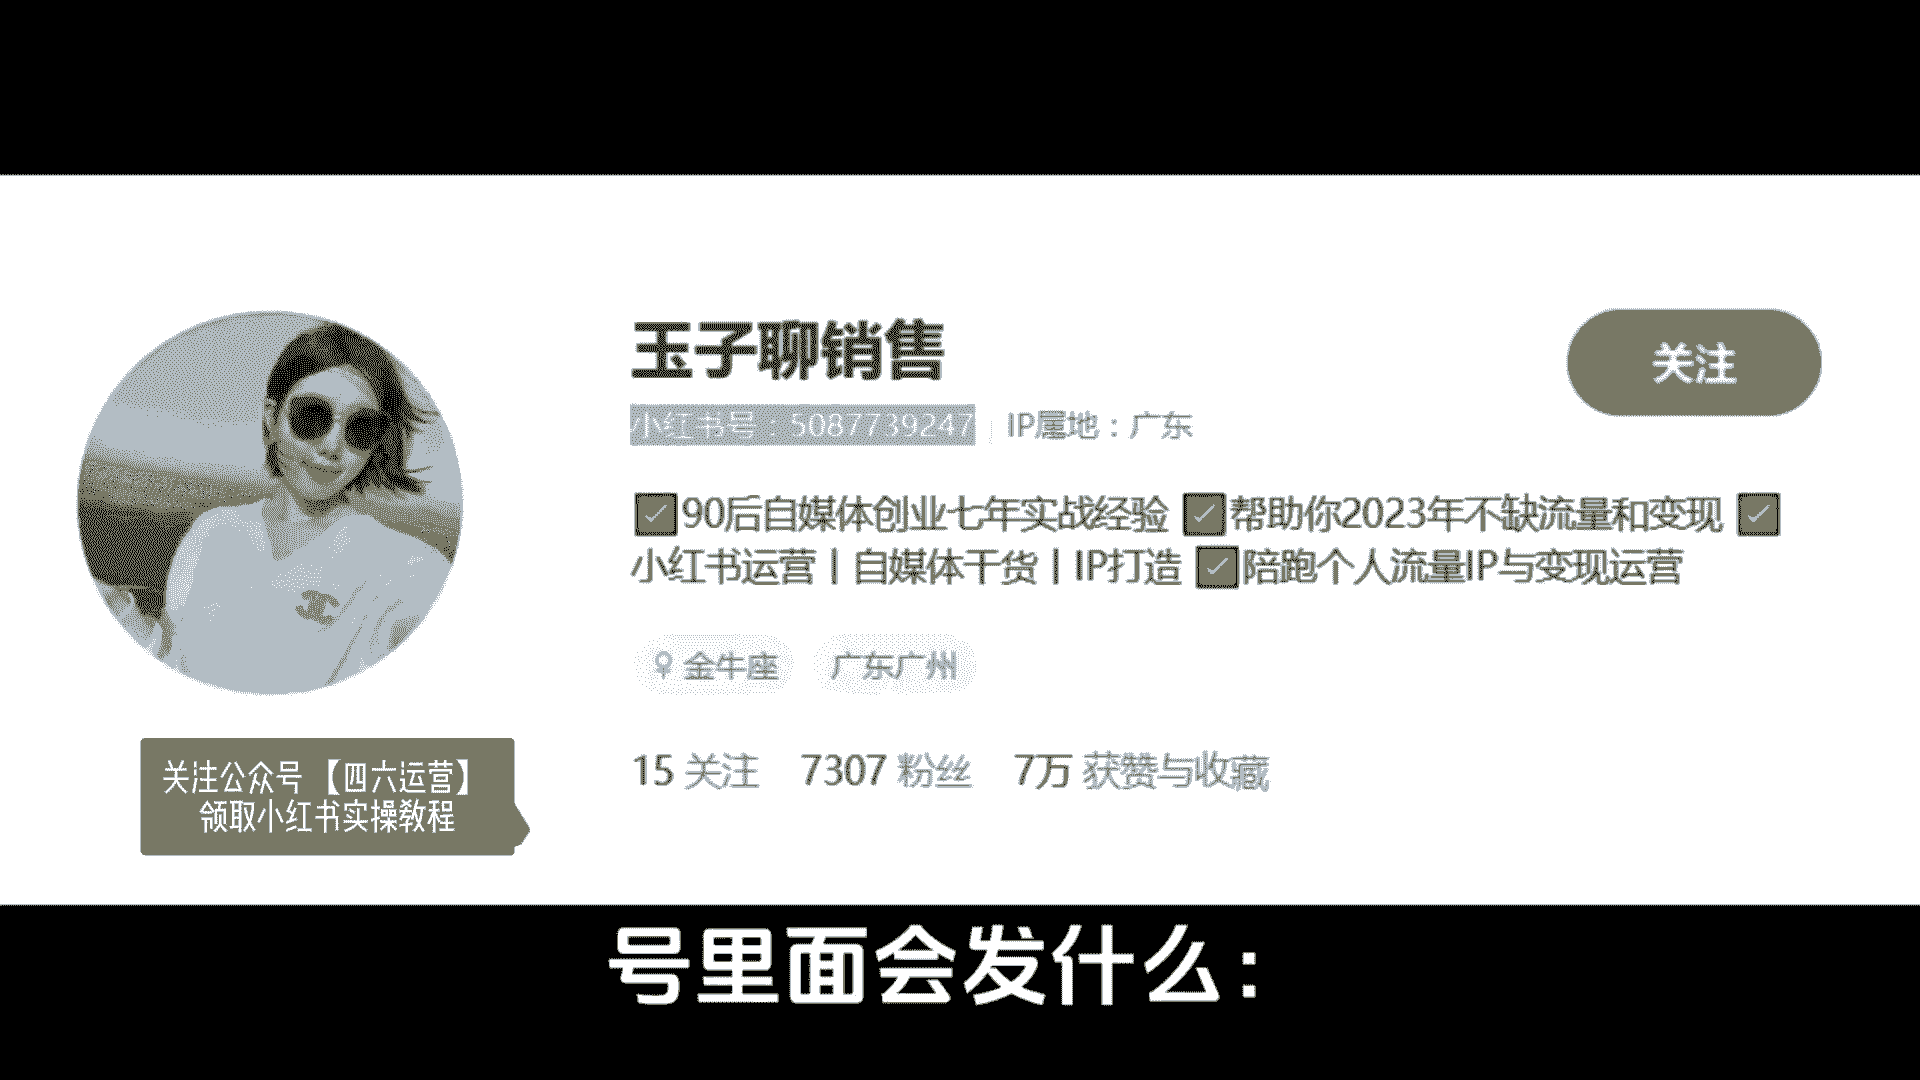 玉子聊销售
关注
小红书号：5087739247
IP属地：广东
90后自媒体创业七年实战经验 帮助你2023年不缺流量和变现
小红书运营丨自媒体干货丨IP打造 陪跑个人流量IP与变现运营
金牛座 广东广州
15 关注 7307 粉丝 7万 获赞与收藏
关注公众号【四六运营】
领取小红书实操教程
号里面会发什么：